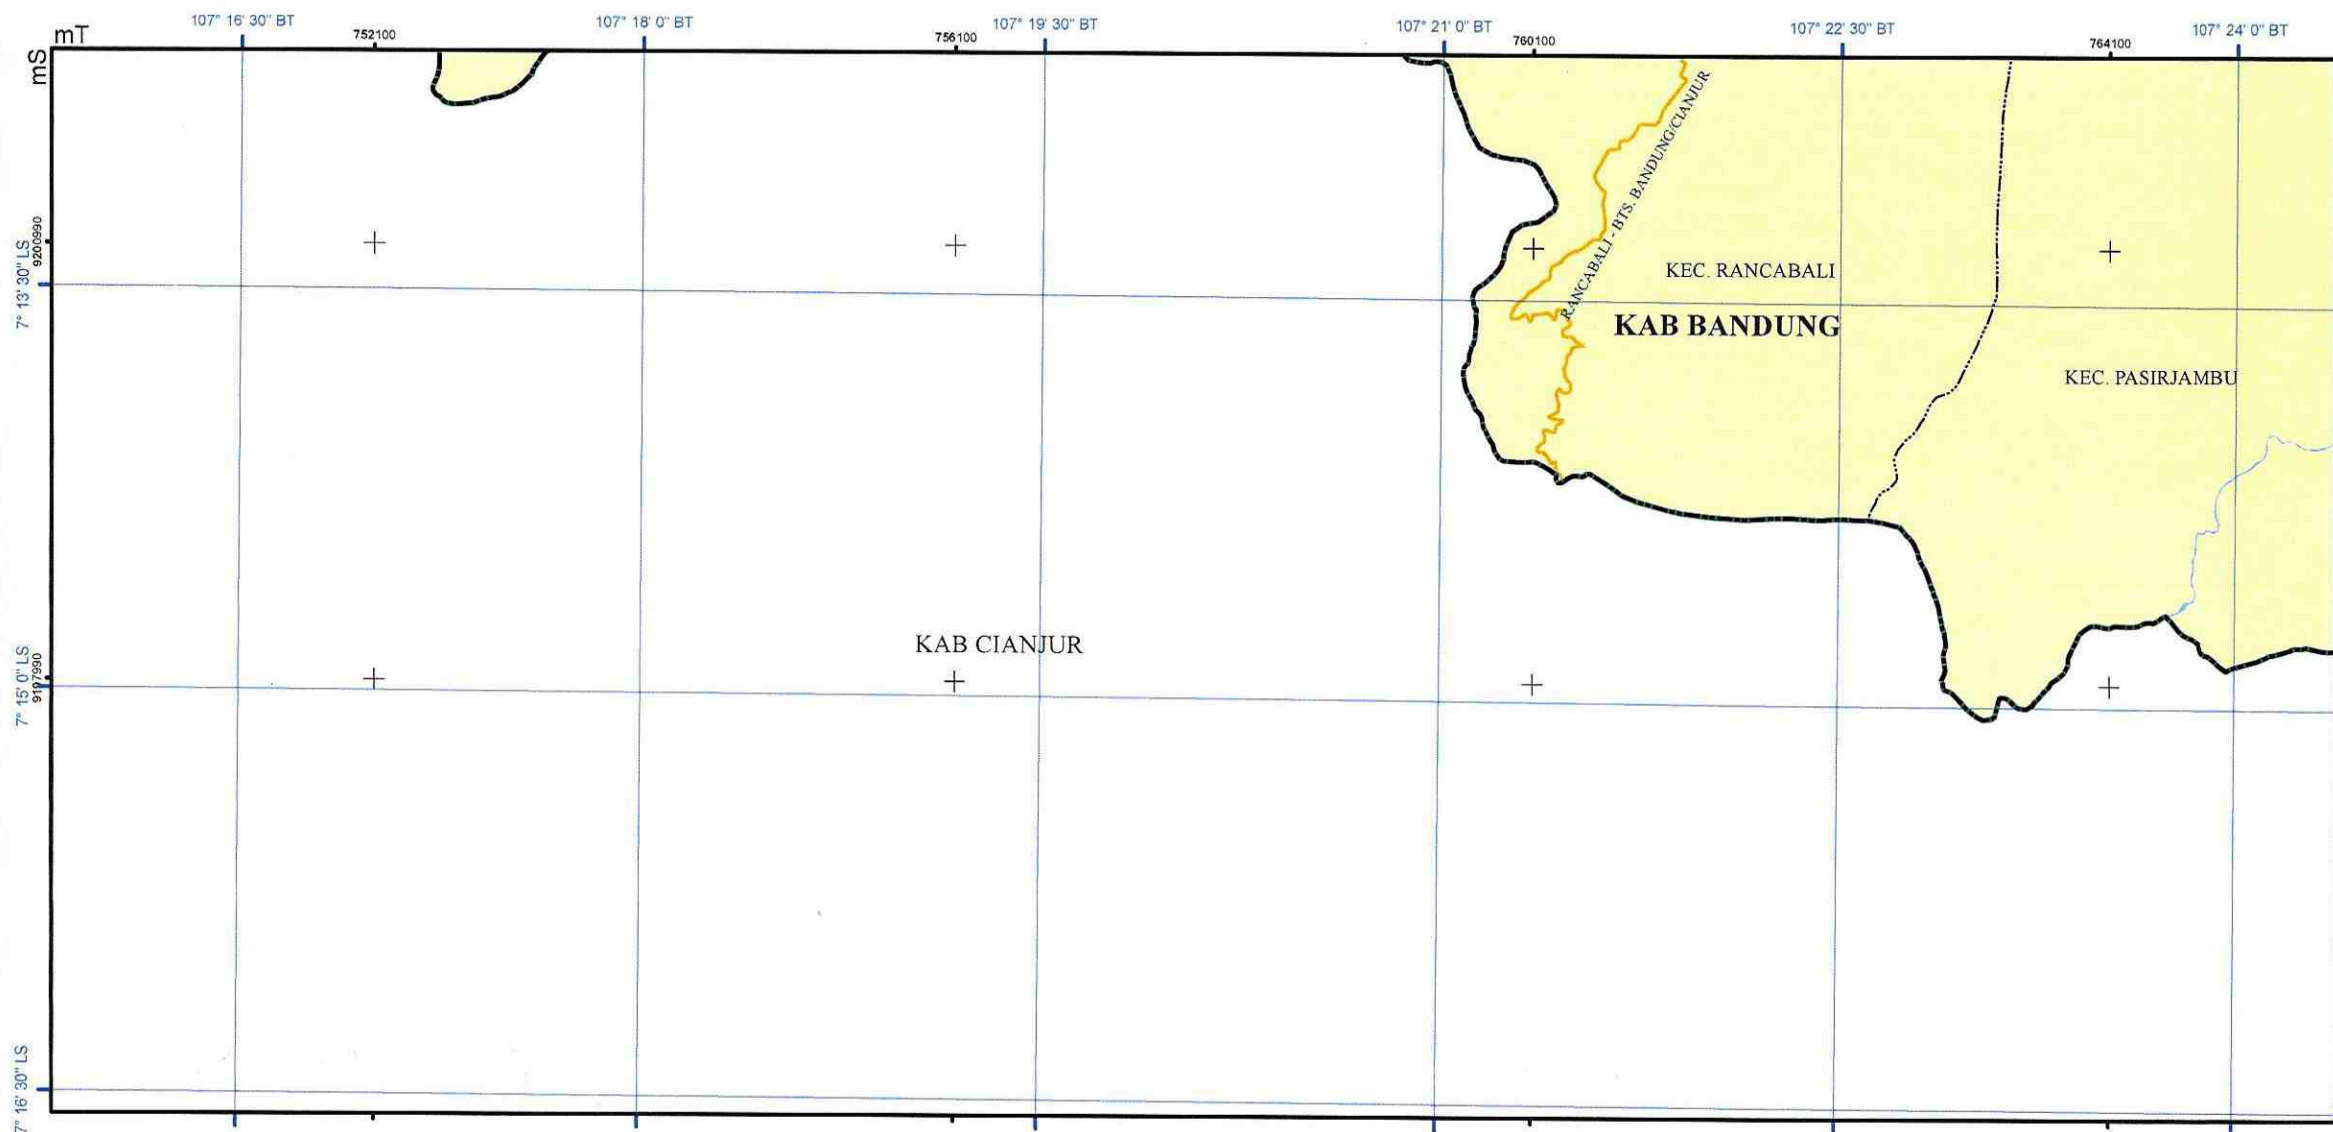 107° 16' 30" BT
107° 18' 0" BT
107° 19' 30" BT
107° 21' 0" BT
107° 22' 30" BT
107° 24' 0" BT
mT
752100
756100
760100
764100
mS
7° 13' 30" LS
9200990
RANCABALI - BTS. BANDUNG/CIANJUR
KEC. RANCABALI
KAB BANDUNG
KEC. PASIRJAMBU
KAB CIANJUR
7° 15' 0" LS
9197990
7° 16' 30" LS